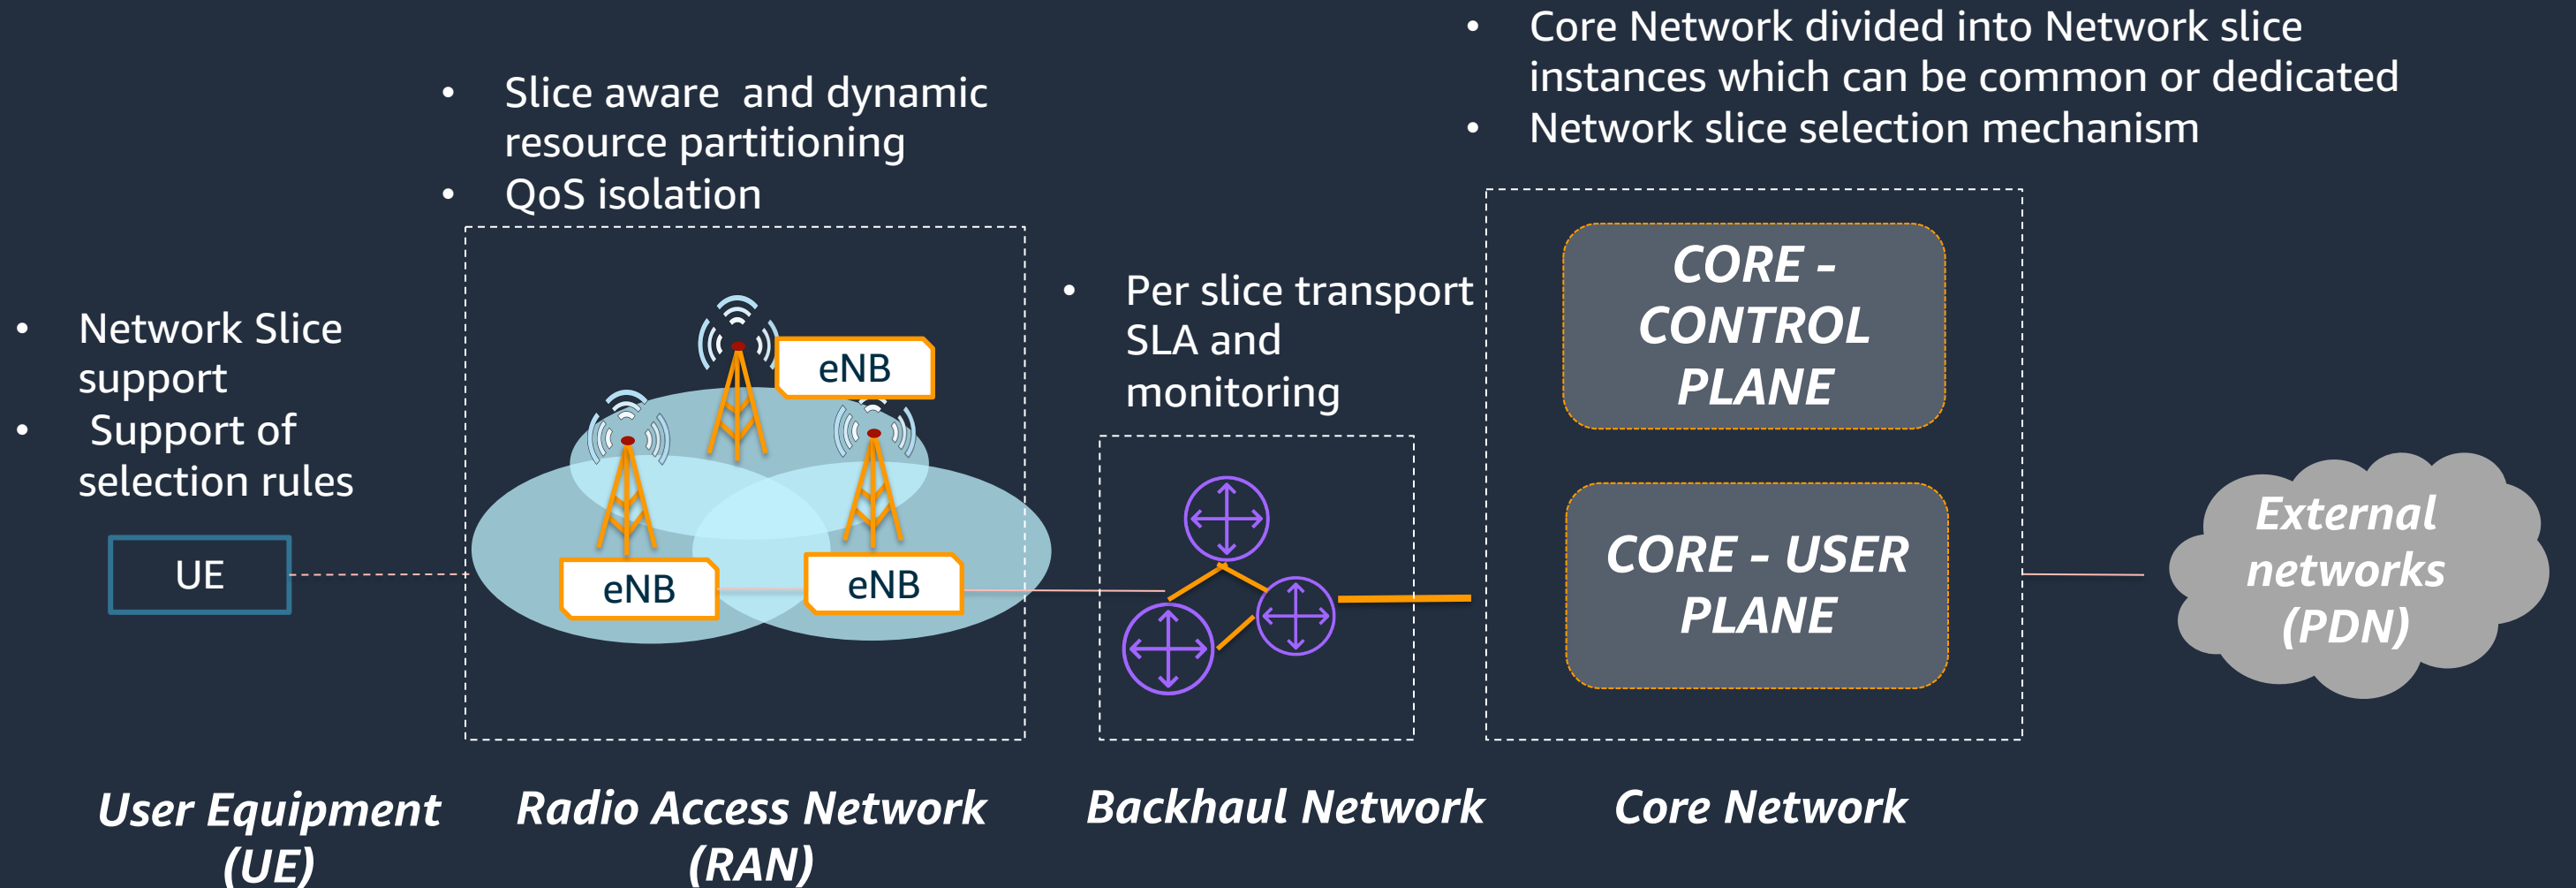 • Core Network divided into Network slice
instances which can be common or dedicated
• Network slice selection mechanism
• Slice aware and dynamic
resource partitioning
• QoS isolation
• Per slice transport
SLA and
monitoring
• Network Slice
support
• Support of
selection rules
UE
eNB
eNB
eNB
CORE -
CONTROL
PLANE
CORE - USER
PLANE
External
networks
(PDN)
User Equipment
(UE)
Radio Access Network
(RAN)
Backhaul Network
Core Network